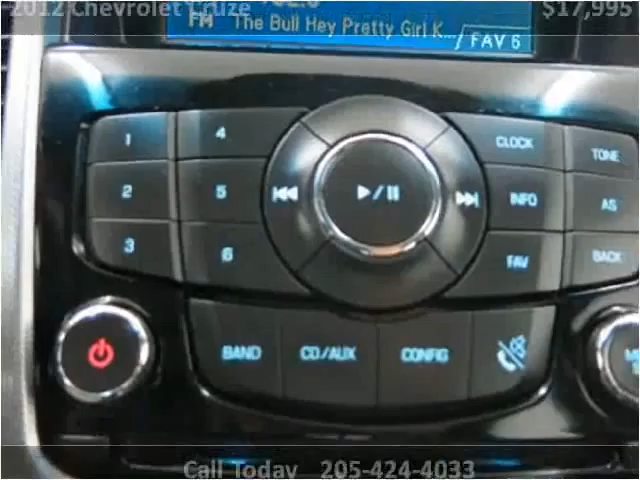 2012 Chevrolet Cruze $17,995
FM The Bull Hey Pretty Girl K... FAV 6
1 4 CLOCK TONE
2 5 INFO AS
3 6 FAV BACK
BAND CD/AUX CONFIG
Call Today 205-424-4033